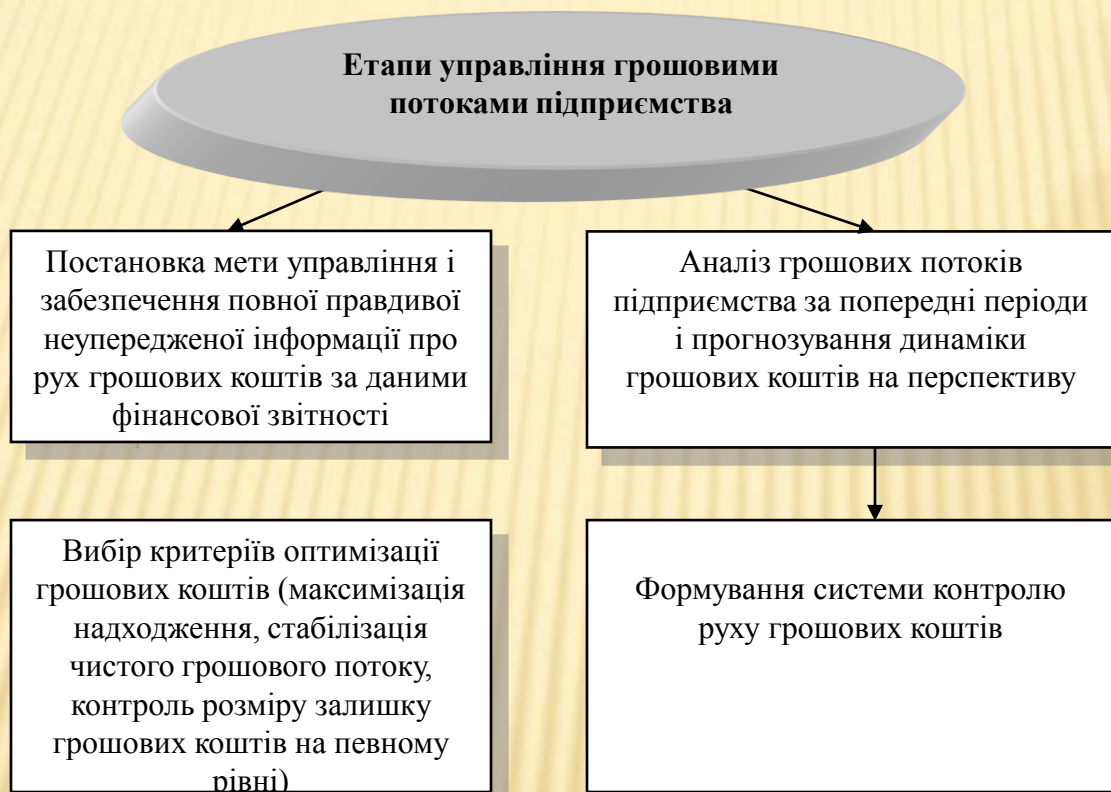 Етапи управління грошовими
потоками підприємства
Постановка мети управління і
забезпечення повної правдивої
неупередженої інформації про
рух грошових коштів за даними
фінансової звітності
Аналіз грошових потоків
підприємства за попередні періоди
і прогнозування динаміки
грошових коштів на перспективу
Вибір критеріїв оптимізації
грошових коштів (максимізація
надходження, стабілізація
чистого грошового потоку,
контроль розміру залишку
грошових коштів на певному
рівні)
Формування системи контролю
руху грошових коштів